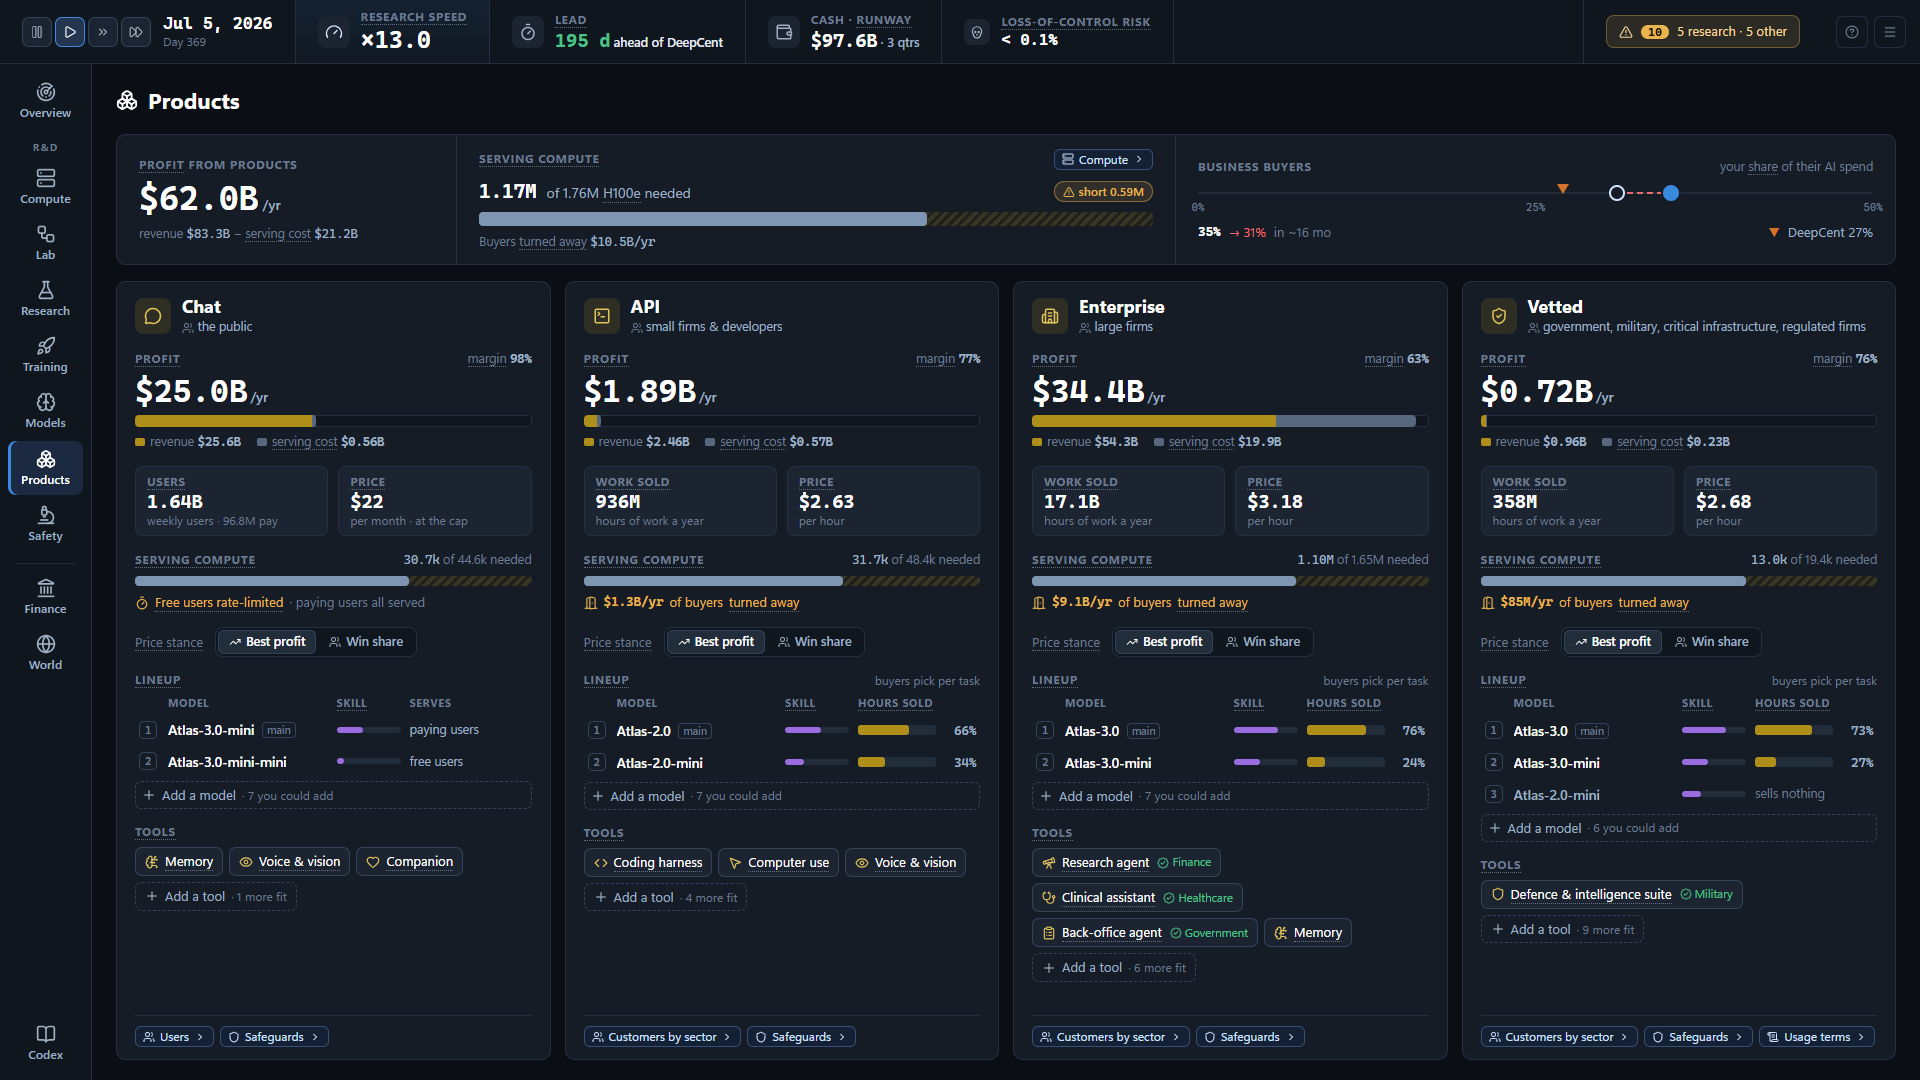 Jul 5, 2026
Day 369
RESEARCH SPEED
×13.0
LEAD
195 d ahead of DeepCent
CASH · RUNWAY
$97.6B · 3 qtrs
LOSS-OF-CONTROL RISK
< 0.1%
10 5 research · 5 other
Overview
R&D
Compute
Lab
Research
Training
Models
Products
Safety
Finance
World
Codex
Products
PROFIT FROM PRODUCTS
$62.0B /yr
revenue $83.3B – serving cost $21.2B
SERVING COMPUTE
Compute
1.17M of 1.76M H100e needed
short 0.59M
Buyers turned away $10.5B/yr
BUSINESS BUYERS
your share of their AI spend
0% 25% 50%
35% → 31% in ~16 mo
DeepCent 27%
Chat
the public
PROFIT
margin 98%
$25.0B /yr
revenue $25.6B serving cost $0.56B
USERS
1.64B
weekly users · 96.8M pay
PRICE
$22
per month · at the cap
SERVING COMPUTE
30.7k of 44.6k needed
Free users rate-limited · paying users all served
Price stance Best profit Win share
LINEUP
MODEL SKILL SERVES
1 Atlas-3.0-mini main paying users
2 Atlas-3.0-mini-mini free users
+ Add a model · 7 you could add
TOOLS
Memory Voice & vision Companion
+ Add a tool · 1 more fit
Users
Safeguards
API
small firms & developers
PROFIT
margin 77%
$1.89B /yr
revenue $2.46B serving cost $0.57B
WORK SOLD
936M
hours of work a year
PRICE
$2.63
per hour
SERVING COMPUTE
31.7k of 48.4k needed
$1.3B/yr of buyers turned away
Price stance Best profit Win share
LINEUP
buyers pick per task
MODEL SKILL HOURS SOLD
1 Atlas-2.0 main 66%
2 Atlas-2.0-mini 34%
+ Add a model · 7 you could add
TOOLS
Coding harness Computer use Voice & vision
+ Add a tool · 4 more fit
Customers by sector
Safeguards
Enterprise
large firms
PROFIT
margin 63%
$34.4B /yr
revenue $54.3B serving cost $19.9B
WORK SOLD
17.1B
hours of work a year
PRICE
$3.18
per hour
SERVING COMPUTE
1.10M of 1.65M needed
$9.1B/yr of buyers turned away
Price stance Best profit Win share
LINEUP
buyers pick per task
MODEL SKILL HOURS SOLD
1 Atlas-3.0 main 76%
2 Atlas-3.0-mini 24%
+ Add a model · 7 you could add
TOOLS
Research agent Finance
Clinical assistant Healthcare
Back-office agent Government
Memory
+ Add a tool · 6 more fit
Customers by sector
Safeguards
Vetted
government, military, critical infrastructure, regulated firms
PROFIT
margin 76%
$0.72B /yr
revenue $0.96B serving cost $0.23B
WORK SOLD
358M
hours of work a year
PRICE
$2.68
per hour
SERVING COMPUTE
13.0k of 19.4k needed
$85M/yr of buyers turned away
Price stance Best profit Win share
LINEUP
buyers pick per task
MODEL SKILL HOURS SOLD
1 Atlas-3.0 main 73%
2 Atlas-3.0-mini 27%
3 Atlas-2.0-mini sells nothing
+ Add a model · 6 you could add
TOOLS
Defence & intelligence suite Military
+ Add a tool · 9 more fit
Customers by sector
Safeguards
Usage terms